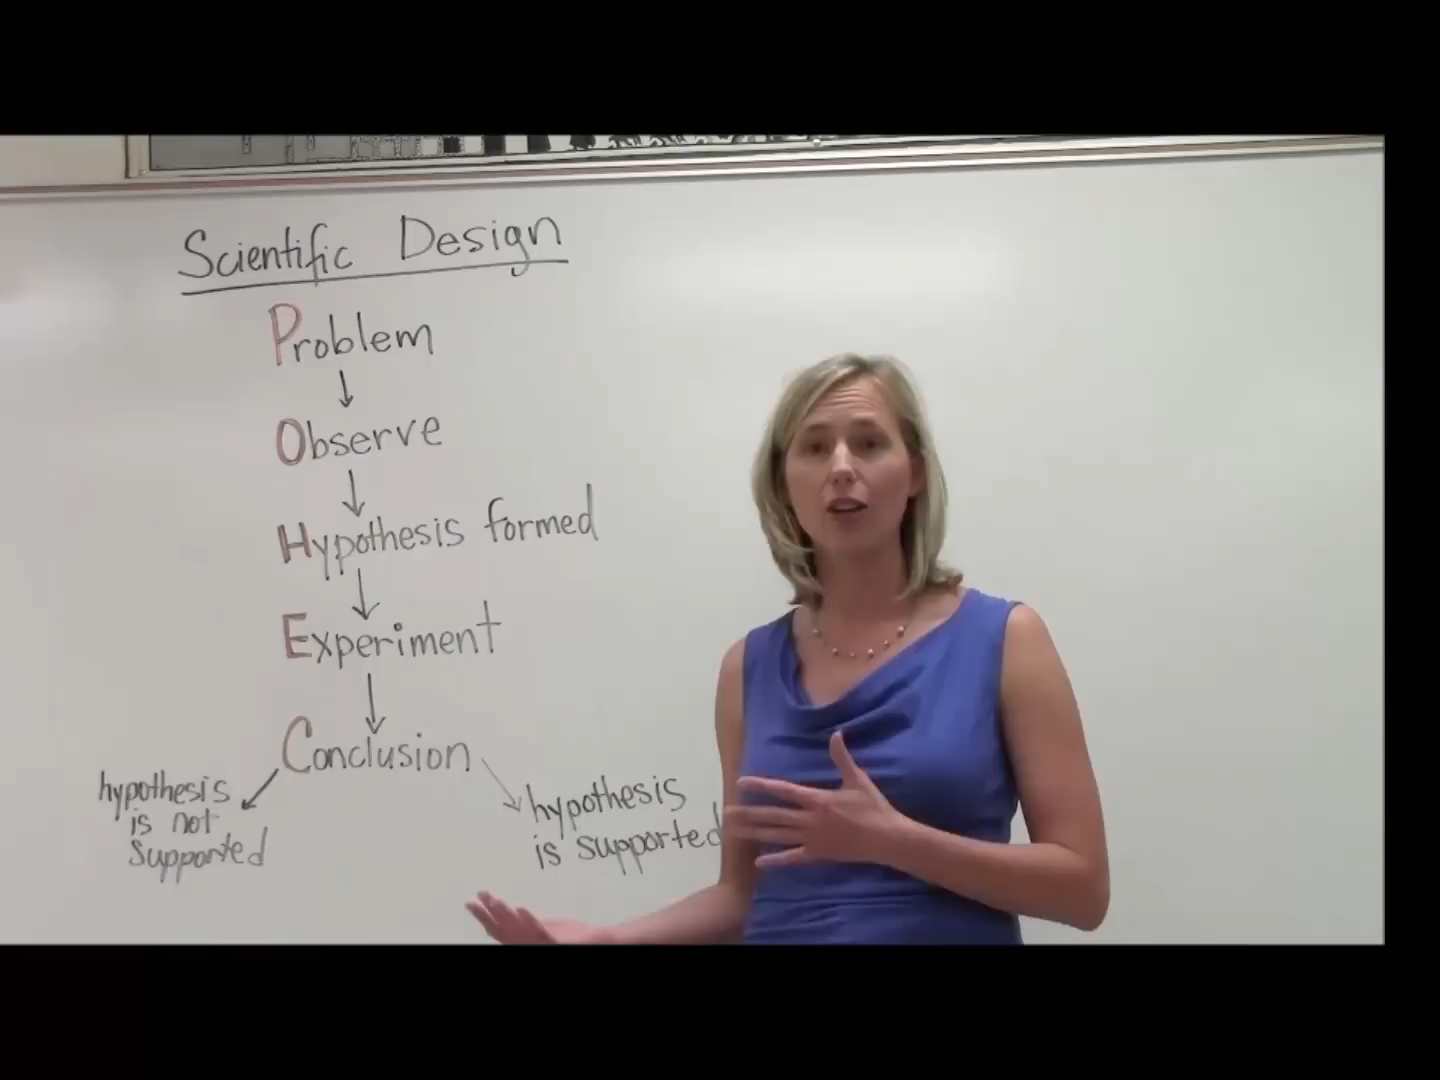 Scientific Design
Problem
Observe
Hypothesis formed
Experiment
Conclusion
hypothesis
is not
supported
hypothesis
is supported